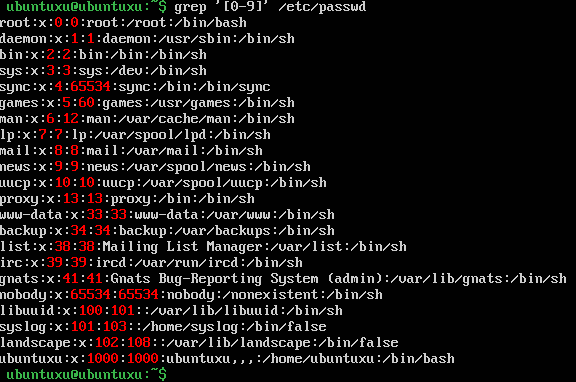 ubuntuxu@ubuntuxu:~$ grep '[0-9]' /etc/passwd
root:x:0:0:root:/root:/bin/bash
daemon:x:1:1:daemon:/usr/sbin:/bin/sh
bin:x:2:2:bin:/bin:/bin/sh
sys:x:3:3:sys:/dev:/bin/sh
sync:x:4:65534:sync:/bin:/bin/sync
games:x:5:60:games:/usr/games:/bin/sh
man:x:6:12:man:/var/cache/man:/bin/sh
lp:x:7:7:lp:/var/spool/lpd:/bin/sh
mail:x:8:8:mail:/var/mail:/bin/sh
news:x:9:9:news:/var/spool/news:/bin/sh
uucp:x:10:10:uucp:/var/spool/uucp:/bin/sh
proxy:x:13:13:proxy:/bin:/bin/sh
www-data:x:33:33:www-data:/var/www:/bin/sh
backup:x:34:34:backup:/var/backups:/bin/sh
list:x:38:38:Mailing List Manager:/var/list:/bin/sh
irc:x:39:39:ircd:/var/run/ircd:/bin/sh
gnats:x:41:41:Gnats Bug-Reporting System (admin):/var/lib/gnats:/bin/sh
nobody:x:65534:65534:nobody:/nonexistent:/bin/sh
libuuid:x:100:101::/var/lib/libuuid:/bin/sh
syslog:x:101:103::/home/syslog:/bin/false
landscape:x:102:108::/var/lib/landscape:/bin/false
ubuntuxu:x:1000:1000:ubuntuxu,,,:/home/ubuntuxu:/bin/bash
ubuntuxu@ubuntuxu:~$